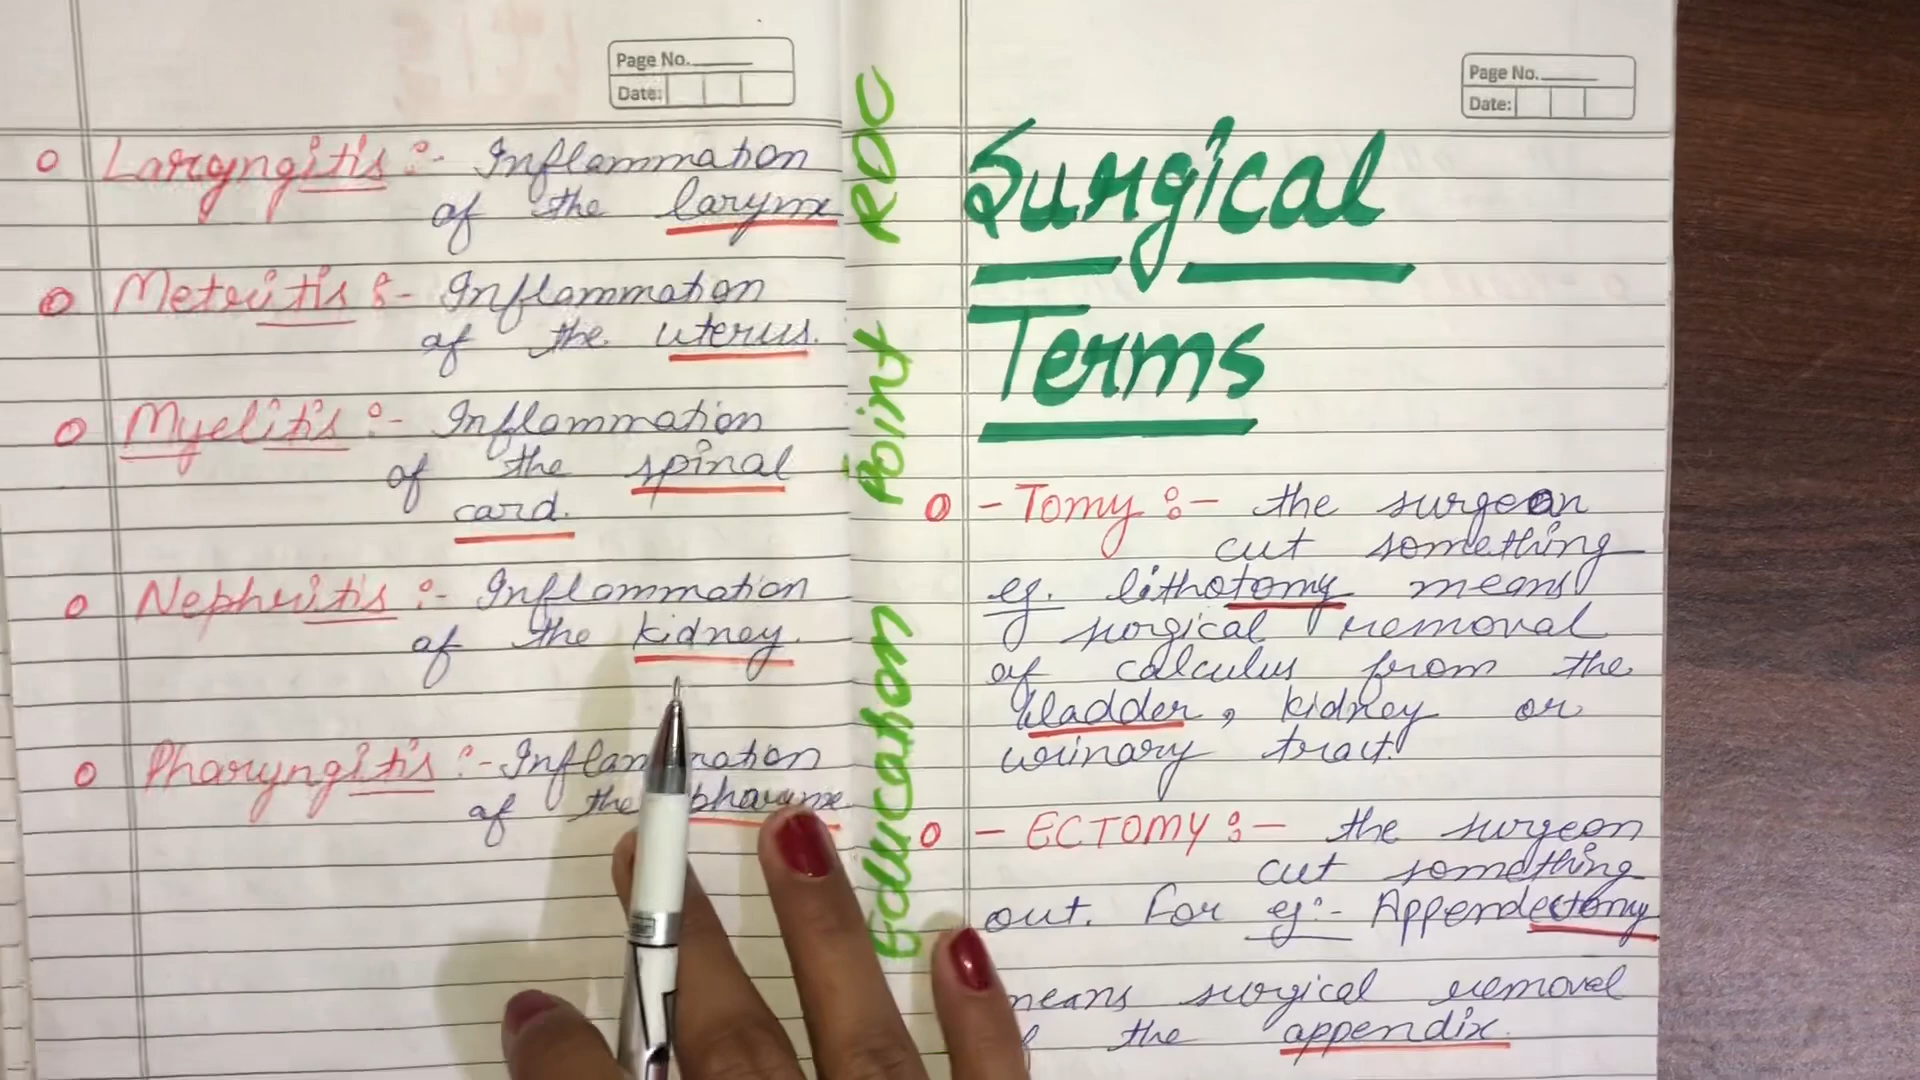 Page No.
Date:
o Laryngitis :- Inflammation
of the larynx
o Metritis :- Inflammation
of the uterus.
o Myelitis :- Inflammation
of the spinal
card.
o Nephritis :- Inflammation
of the kidney.
o Pharyngitis :- Inflammation
of the pharynx
Education Point RDC
Page No.
Date:
Surgical
Terms
o - Tomy :- the surgeon
cut something
eg. lithotomy means
sorgical removal
of calculus from the
bladder, kidney or
urinary tract.
o - ECTOMY :- the surgeon
cut something
out. For eg:- Appendectomy
means surgical removal
the appendix.